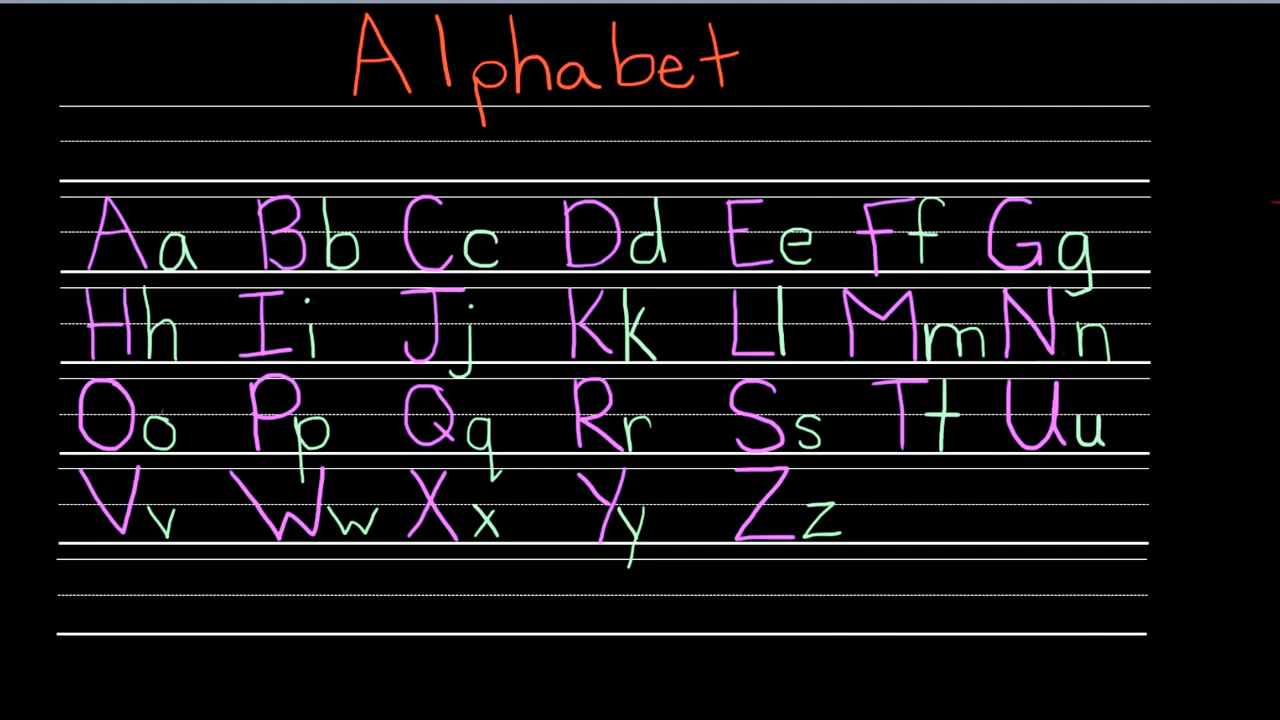 Alphabet
Aa Bb Cc Dd Ee Ff Gg
Hh Ii Jj Kk Ll Mm Nn
Oo Pp Qq Rr Ss Tt Uu
Vv Ww Xx Yy Zz